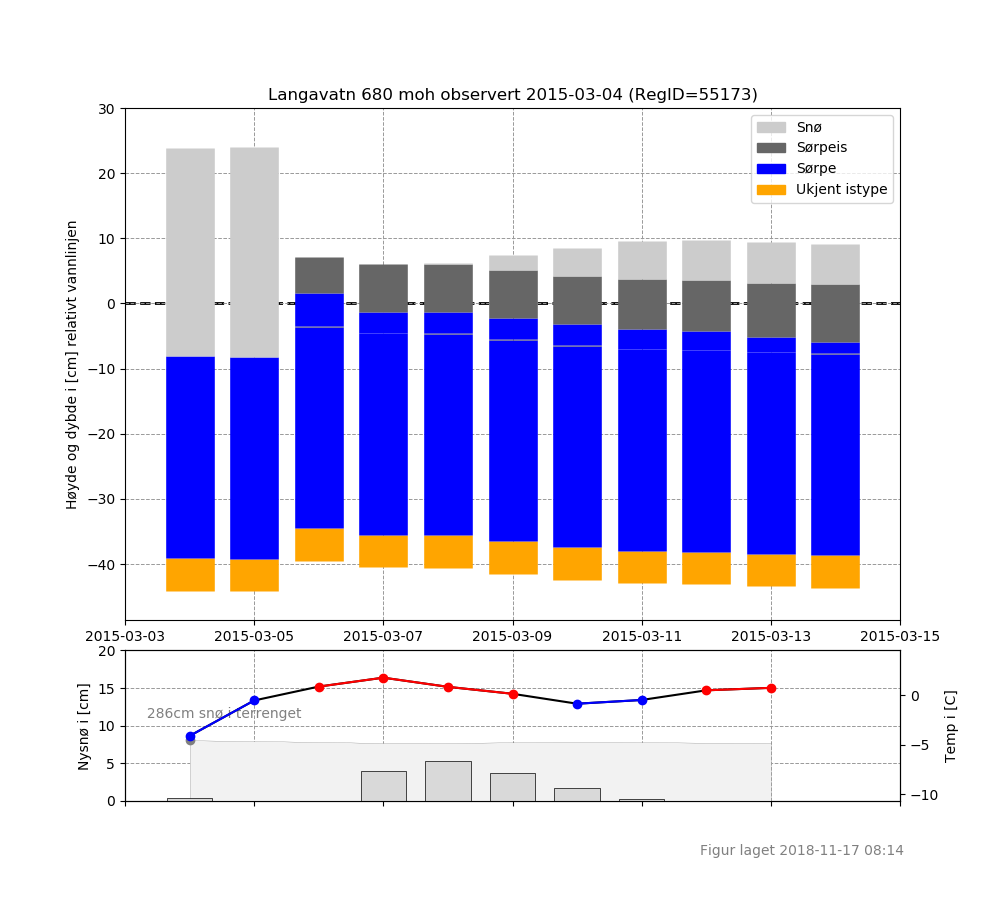 Langavatn 680 moh observert 2015-03-04 (RegID=55173)
Høyde og dybde i [cm] relativt vannlinjen
30
20
10
0
−10
−20
−30
−40
Snø
Sørpeis
Sørpe
Ukjent istype
2015-03-03 2015-03-05 2015-03-07 2015-03-09 2015-03-11 2015-03-13 2015-03-15
Nysnø i [cm]
20
15
10
5
0
286cm snø i terrenget
0
−5
−10
Temp i [C]
Figur laget 2018-11-17 08:14